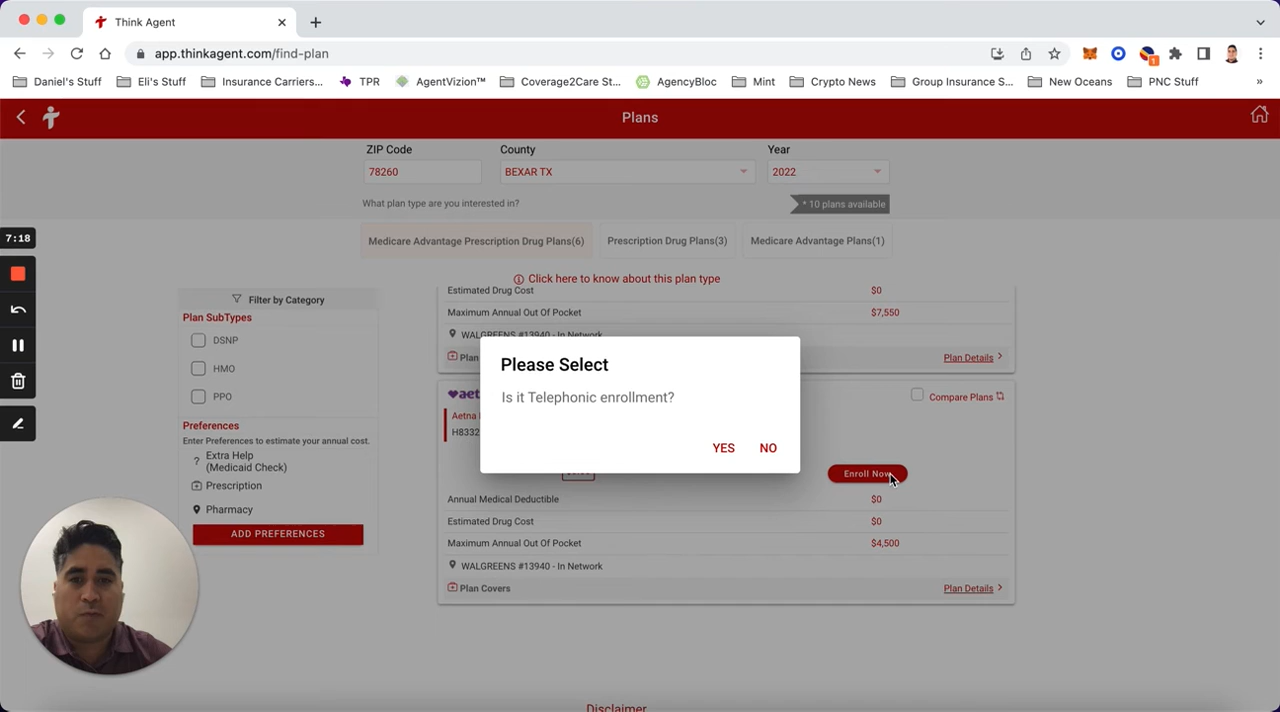 Think Agent
app.thinkagent.com/find-plan
1
Daniel's Stuff
Eli's Stuff
Insurance Carriers...
TPR
AgentVizion™
Coverage2Care St...
AgencyBloc
Mint
Crypto News
Group Insurance S...
New Oceans
PNC Stuff
»
Plans
ZIP Code
County
Year
78260
BEXAR TX
2022
What plan type are you interested in?
* 10 plans available
7:18
Medicare Advantage Prescription Drug Plans(6)
Prescription Drug Plans(3)
Medicare Advantage Plans(1)
Click here to know about this plan type
Filter by Category
Plan SubTypes
DSNP
HMO
PPO
Preferences
Enter Preferences to estimate your annual cost.
? Extra Help
(Medicaid Check)
Prescription
Pharmacy
ADD PREFERENCES
Estimated Drug Cost
$0
Maximum Annual Out Of Pocket
$7,550
WALGREENS #13940 - In Network
Plan
Plan Details
Please Select
Is it Telephonic enrollment?
YES
NO
aet
Compare Plans
Aetna
H8332
Enroll Now
Annual Medical Deductible
$0
Estimated Drug Cost
$0
Maximum Annual Out Of Pocket
$4,500
WALGREENS #13940 - In Network
Plan Covers
Plan Details
Disclaimer